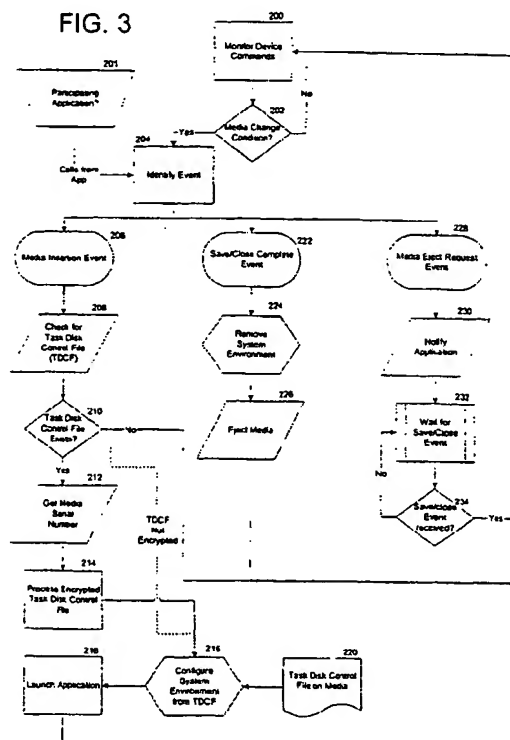 FIG. 3
200
Monitor Device
Comments
201
Participating
Application?
No
202
Media Change
Condition?
Yes
204
Identify Event
Calls from
App
206
Media Insertion Event
222
Save/Close Complete
Event
228
Media Eject Request
Event
208
Check for
Task Disk
Control File
(TDCF)
224
Remove
System
Environment
230
Notify
Application
210
Task Disk
Control File
Exists?
No
226
Eject Media
232
Wait for
Save/Close
Event
Yes
No
212
Get Media
Serial
Number
TDCF
Not
Encrypted
234
Save/close
Event
received?
Yes
214
Process Encrypted
Task Disk Control
File
216
Launch Application
216
Configure
System
Environment
from TDCF
220
Task Disk Control
File on Media